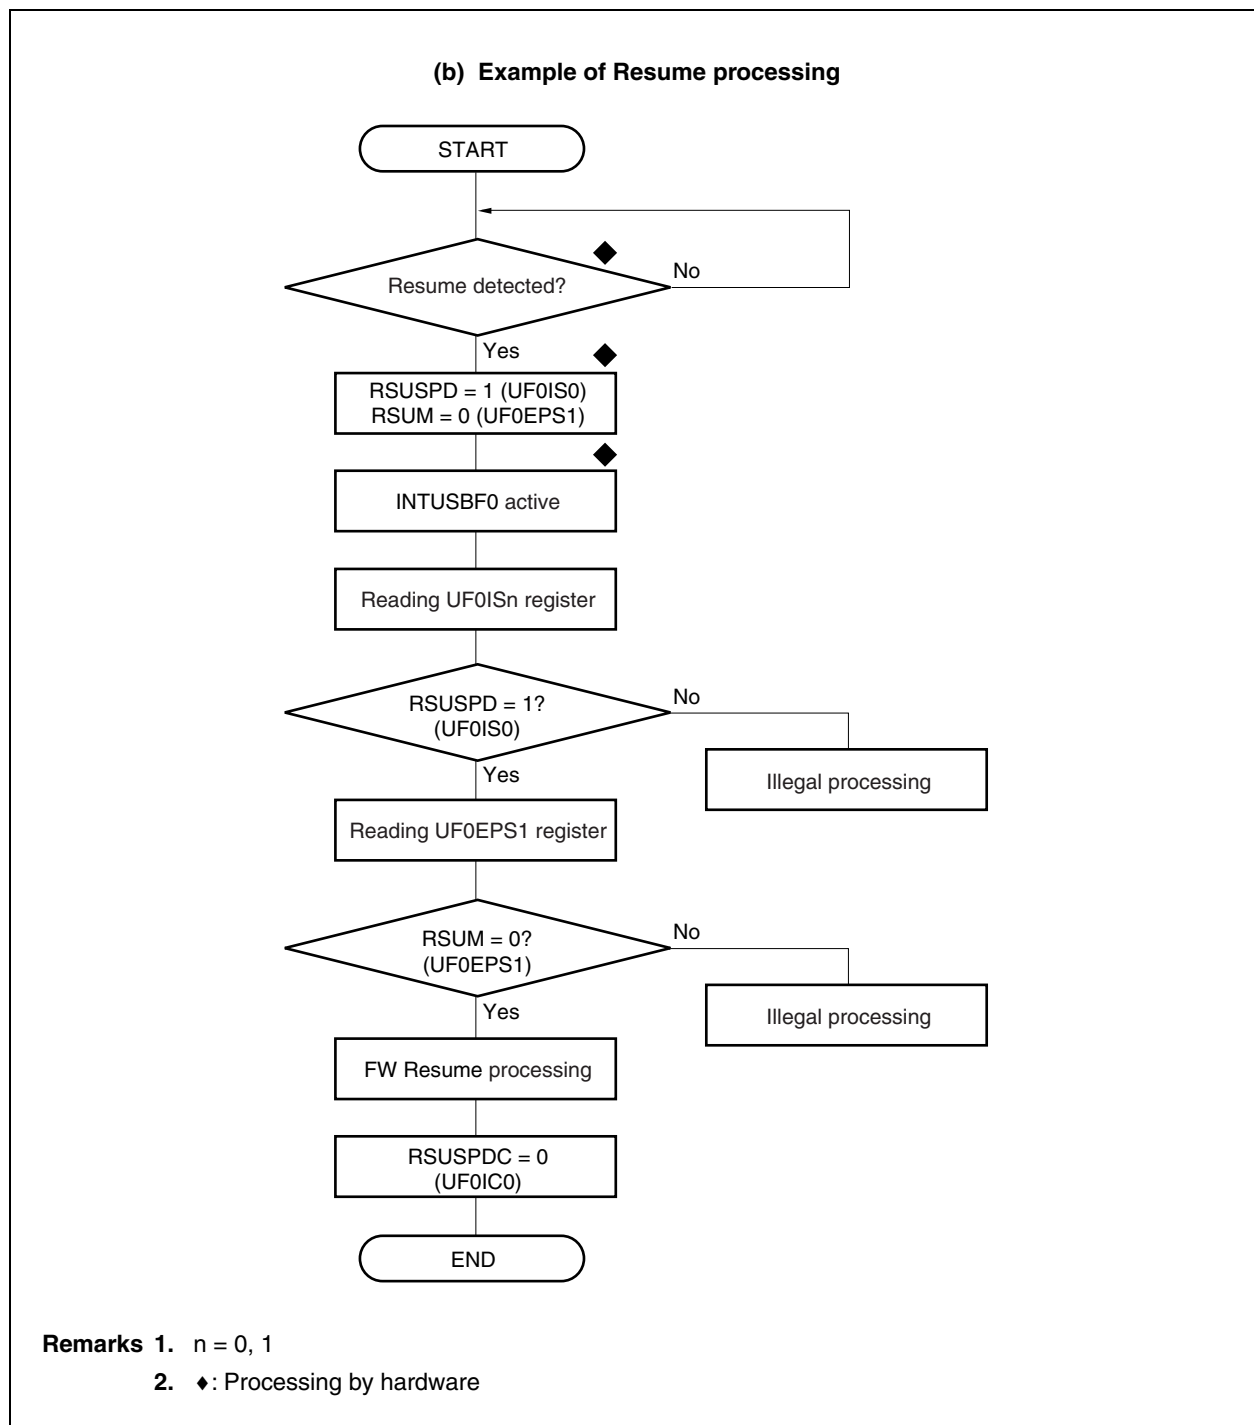 (b) Example of Resume processing
START
Resume detected?
No
Yes
RSUSPD = 1 (UF0IS0)
RSUM = 0 (UF0EPS1)
INTUSBF0 active
Reading UF0ISn register
RSUSPD = 1?
(UF0IS0)
No
Illegal processing
Yes
Reading UF0EPS1 register
RSUM = 0?
(UF0EPS1)
No
Illegal processing
Yes
FW Resume processing
RSUSPDC = 0
(UF0IC0)
END
Remarks 1. n = 0, 1
2. ♦: Processing by hardware